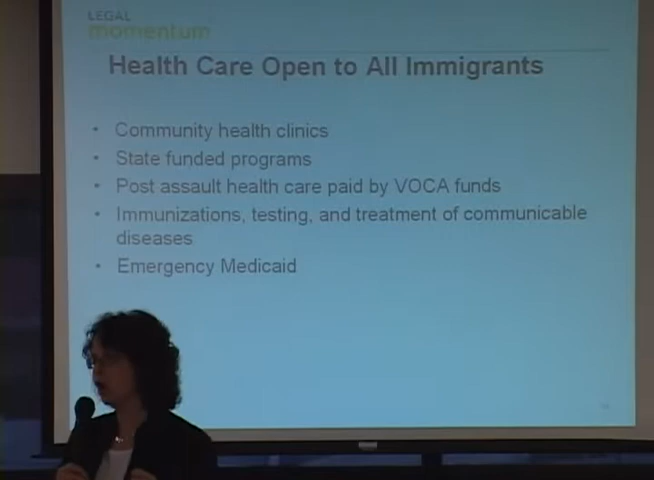 LEGAL
momentum
Health Care Open to All Immigrants
• Community health clinics
• State funded programs
• Post assault health care paid by VOCA funds
• Immunizations, testing, and treatment of communicable
diseases
• Emergency Medicaid